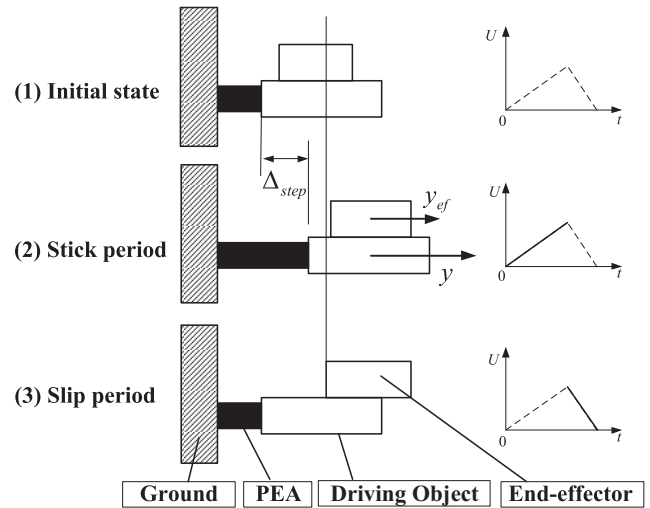 U
(1) Initial state
0
t
Δstep
U
yef
(2) Stick period
y
0
t
U
(3) Slip period
0
t
Ground
PEA
Driving Object
End-effector